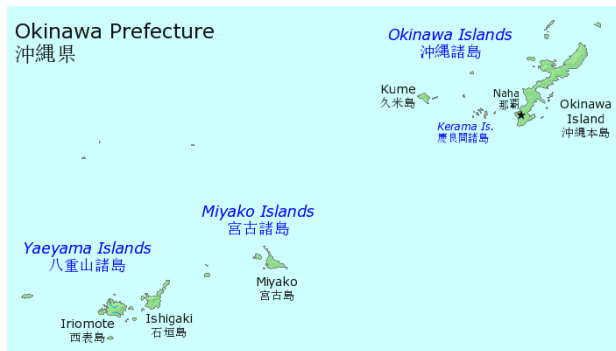 Okinawa Prefecture
沖縄県
Okinawa Islands
沖縄諸島
Kume
久米島
Naha
那覇
Okinawa
Island
沖縄本島
Kerama Is.
慶良間諸島
Miyako Islands
宮古諸島
Yaeyama Islands
八重山諸島
Miyako
宮古島
Ishigaki
石垣島
Iriomote
西表島